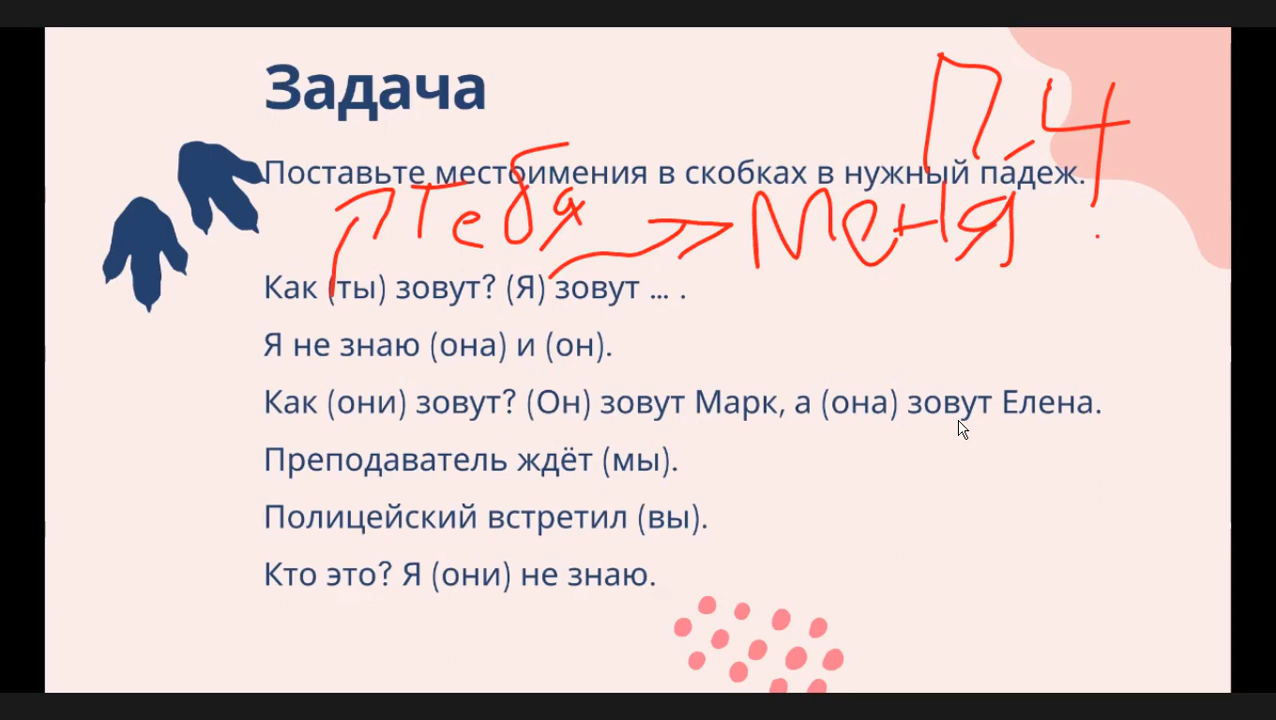 Задача
П.4
Поставьте местоимения в скобках в нужный падеж.
тебя
меня
Как (ты) зовут? (Я) зовут ... .
Я не знаю (она) и (он).
Как (они) зовут? (Он) зовут Марк, а (она) зовут Елена.
Преподаватель ждёт (мы).
Полицейский встретил (вы).
Кто это? Я (они) не знаю.